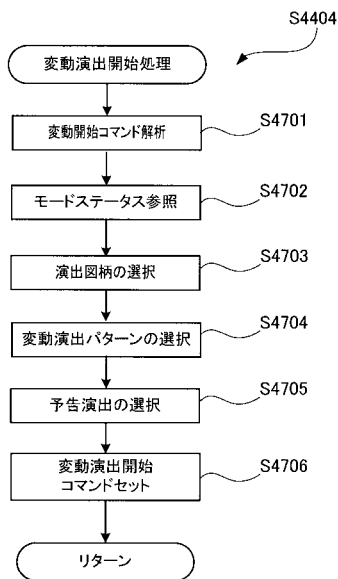 S4404
変動演出開始処理
変動開始コマンド解析
S4701
モードステータス参照
S4702
演出図柄の選択
S4703
変動演出パターンの選択
S4704
予告演出の選択
S4705
変動演出開始
コマンドセット
S4706
リターン